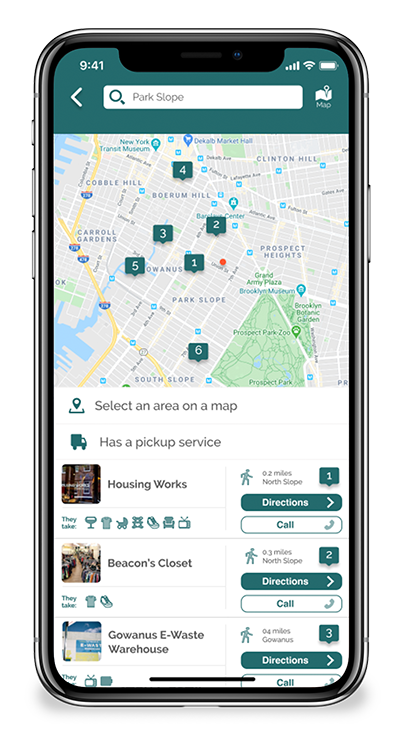 9:41
Park Slope
Map
New York
Transit Museum
Dekalb Market Hall
CLINTON HILL
COBBLE HILL
BOERUM HILL
Barclays Center
CARROLL
GARDENS
GOWANUS
PROSPECT
HEIGHTS
Grand
Army Plaza
Brooklyn Museum
PARK SLOPE
Brooklyn
Botanic
Garden
Prospect Park Zoo
SOUTH SLOPE
Prospect Park
4
2
3
1
5
6
Select an area on a map
Has a pickup service
Housing Works
0.2 miles
North Slope
1
Directions
Call
They
take:
Beacon's Closet
0.3 miles
North Slope
2
Directions
Call
They
take:
Gowanus E-Waste
Warehouse
04 miles
Gowanus
3
Directions
Call
They
take: